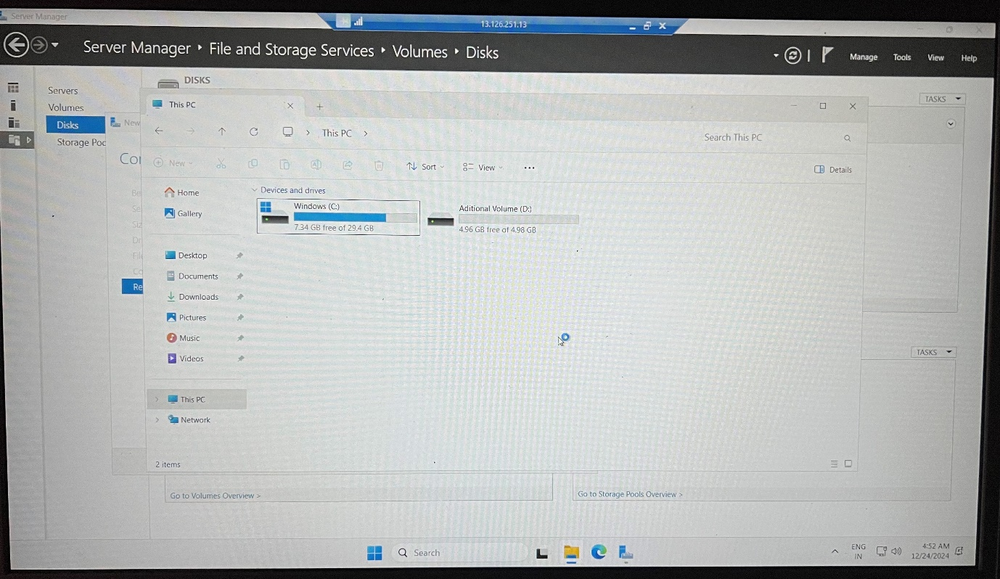 Server Manager
13.126.251.13
Server Manager File and Storage Services Volumes Disks
Manage Tools View Help
Servers
Volumes
Disks
Storage Poo
DISKS
TASKS
New
Co
Be
Se
Siz
Dr
File
Co
Re
This PC
This PC
Search This PC
New
Sort
View
Details
Home
Gallery
Desktop
Documents
Downloads
Pictures
Music
Videos
This PC
Network
Devices and drives
Windows (C:)
7.34 GB free of 29.4 GB
Aditional Volume (D:)
4.96 GB free of 4.98 GB
2 items
TASKS
Go to Volumes Overview >
Go to Storage Pools Overview >
Search
ENG
IN
4:52 AM
12/24/2024